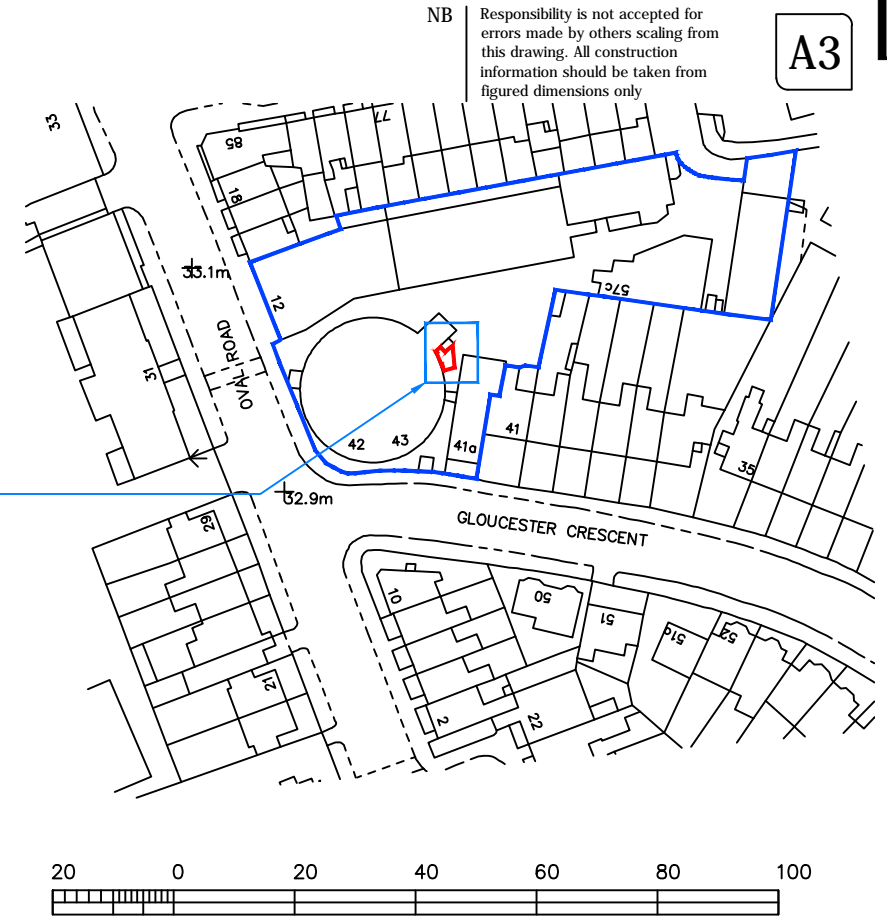 NB
Responsibility is not accepted for
errors made by others scaling from
this drawing. All construction
information should be taken from
figured dimensions only
A3
33
77
85
18
33.1m
12
57c
OVAL ROAD
31
42
43
41a
41
35
32.9m
GLOUCESTER CRESCENT
29
10
50
51
51c
52
21
2
22
20 0 20 40 60 80 100